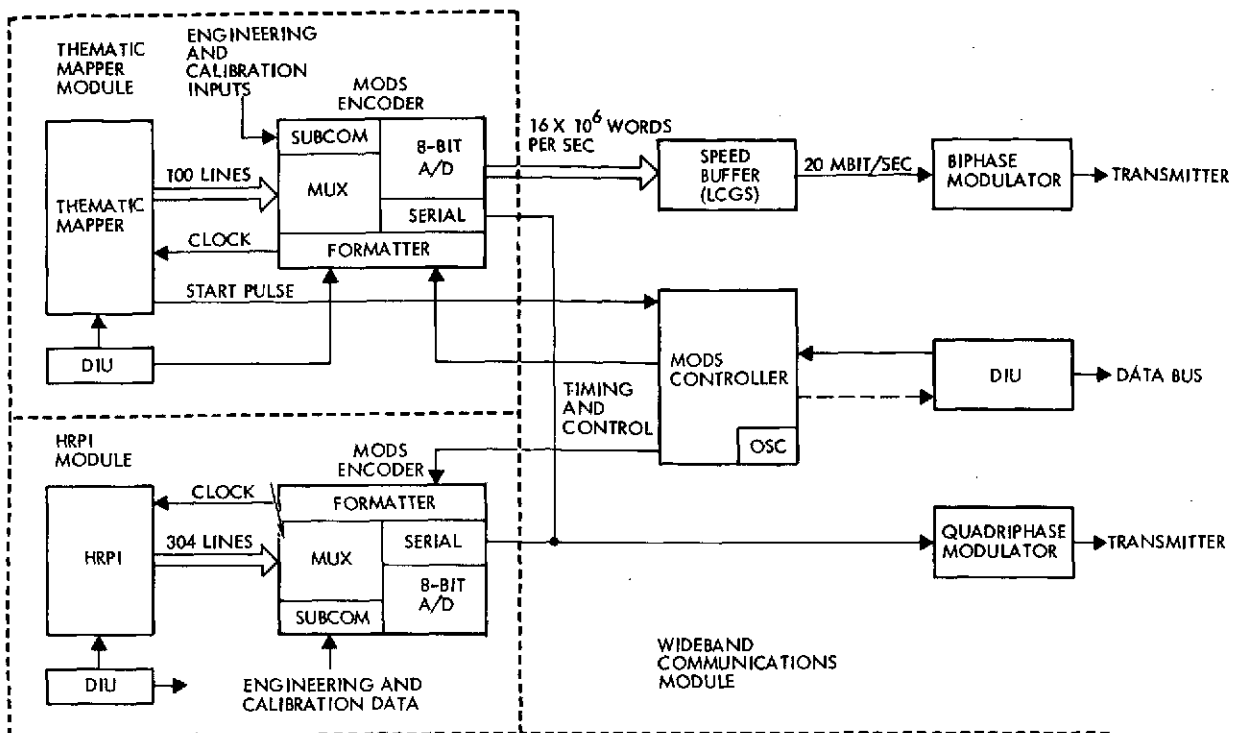 THEMATIC
MAPPER
MODULE
ENGINEERING
AND
CALIBRATION
INPUTS
MODS
ENCODER
SUBCOM
MUX
8-BIT
A/D
SERIAL
FORMATTER
THEMATIC
MAPPER
100 LINES
CLOCK
START PULSE
DIU
16 X 10⁶ WORDS
PER SEC
SPEED
BUFFER
(LCGS)
20 MBIT/SEC
BIPHASE
MODULATOR
TRANSMITTER
MODS
CONTROLLER
OSC
TIMING
AND
CONTROL
DIU
DATA BUS
HRPI
MODULE
MODS
ENCODER
CLOCK
FORMATTER
HRPI
304 LINES
MUX
SERIAL
8-BIT
A/D
SUBCOM
QUADRIPHASE
MODULATOR
TRANSMITTER
DIU
ENGINEERING AND
CALIBRATION DATA
WIDEBAND
COMMUNICATIONS
MODULE